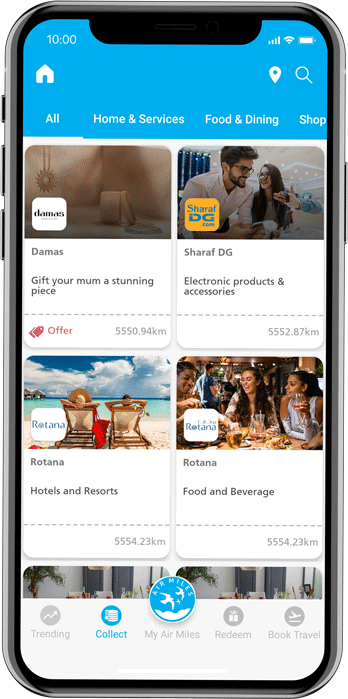 10:00
All Home & Services Food & Dining Shop
damas
Sharaf
DG
.com
Damas
Sharaf DG
Gift your mum a stunning
piece
Electronic products &
accessories
Offer 5550.94km
5552.87km
Rotana
Rotana
Rotana
Rotana
Hotels and Resorts
Food and Beverage
5554.23km
5554.23km
AIR MILES
Trending Collect My Air Miles Redeem Book Travel